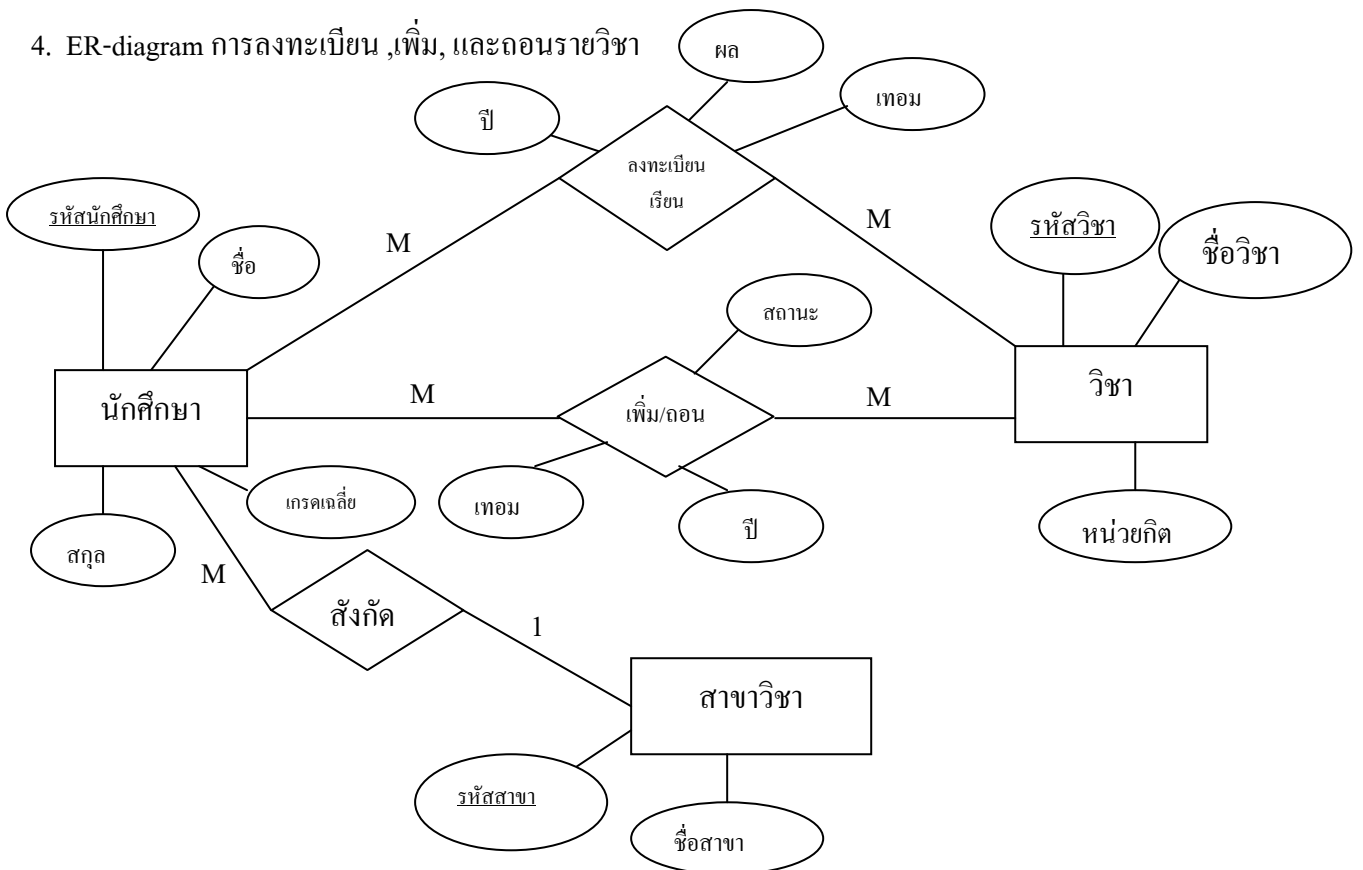 4. ER-diagram การลงทะเบียน ,เพิ่ม, และถอนรายวิชา
ผล
เทอม
ปี
ลงทะเบียน
เรียน
รหัสนักศึกษา
ชื่อ
M
M
รหัสวิชา
ชื่อวิชา
สถานะ
นักศึกษา
M
เพิ่ม/ถอน
M
วิชา
เกรดเฉลี่ย
เทอม
ปี
หน่วยกิต
สกุล
M
สังกัด
1
สาขาวิชา
รหัสสาขา
ชื่อสาขา